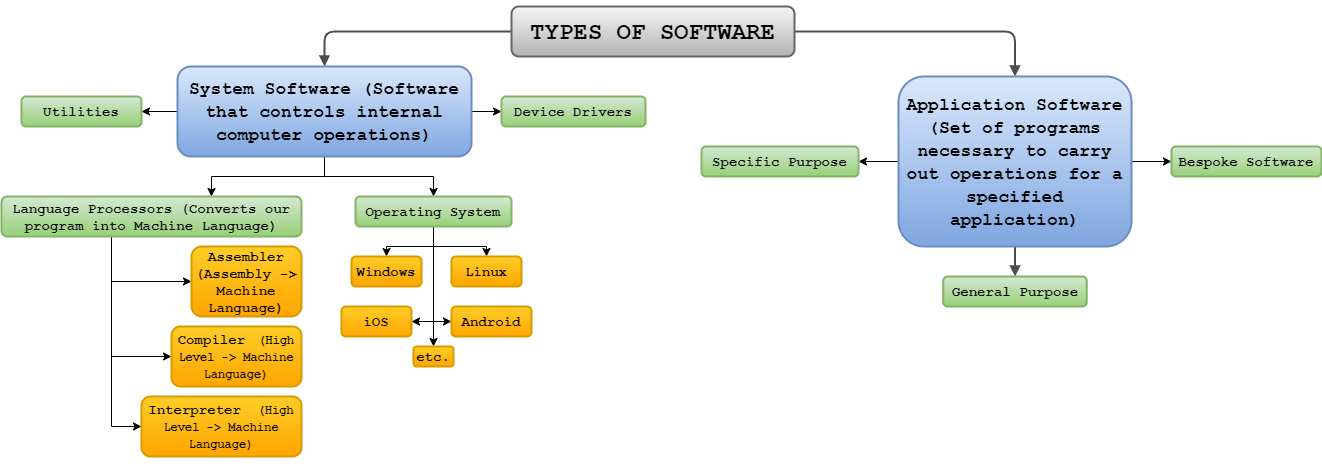 TYPES OF SOFTWARE
System Software (Software
that controls internal
computer operations)
Utilities
Device Drivers
Language Processors (Converts our
program into Machine Language)
Assembler
(Assembly ->
Machine
Language)
Compiler (High
Level -> Machine
Language)
Interpreter (High
Level -> Machine
Language)
Operating System
Windows
Linux
iOS
Android
etc.
Application Software
(Set of programs
necessary to carry
out operations for a
specified
application)
Specific Purpose
Bespoke Software
General Purpose